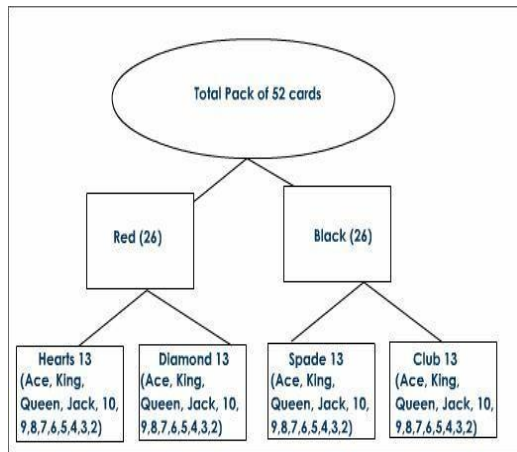 Total Pack of 52 cards
Red (26)
Black (26)
Hearts 13
(Ace, King,
Queen, Jack, 10,
9,8,7,6,5,4,3,2)
Diamond 13
(Ace, King,
Queen, Jack, 10,
9,8,7,6,5,4,3,2)
Spade 13
(Ace, King,
Queen, Jack, 10,
9,8,7,6,5,4,3,2)
Club 13
(Ace, King,
Queen, Jack, 10,
9,8,7,6,5,4,3,2)